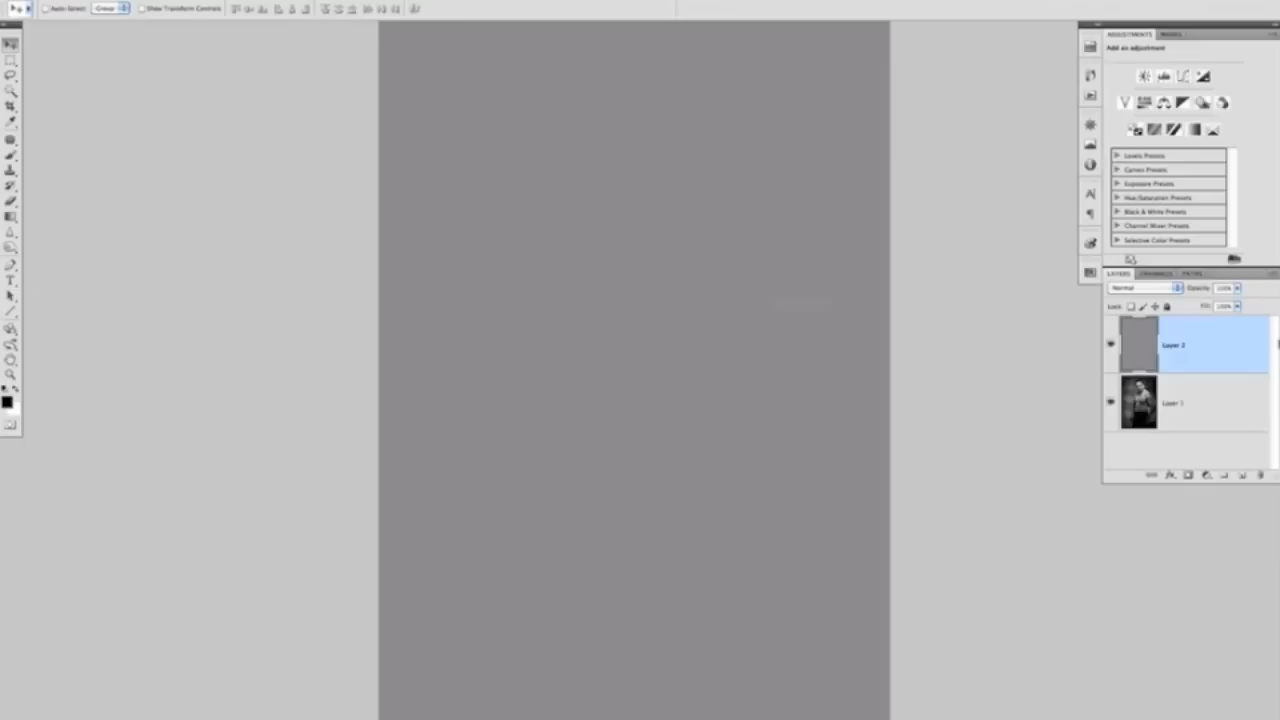 Auto-Select: Group Show Transform Controls
ADJUSTMENTS MASKS
Add an adjustment
Levels Presets
Curves Presets
Exposure Presets
Hue/Saturation Presets
Black & White Presets
Channel Mixer Presets
Selective Color Presets
LAYERS CHANNELS PATHS
Normal Opacity: 100%
Lock: Fill: 100%
Layer 2
Layer 1